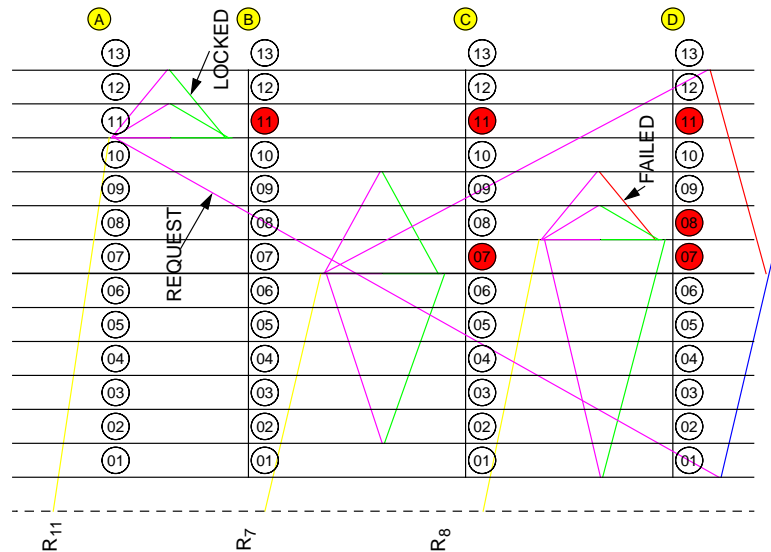 A B C D
13 13 13 13
12 12 12 12
11 11 11 11
10 10 10 10
09 09 09 09
08 08 08 08
07 07 07 07
06 06 06 06
05 05 05 05
04 04 04 04
03 03 03 03
02 02 02 02
01 01 01 01
LOCKED
REQUEST
FAILED
R11
R7
R8